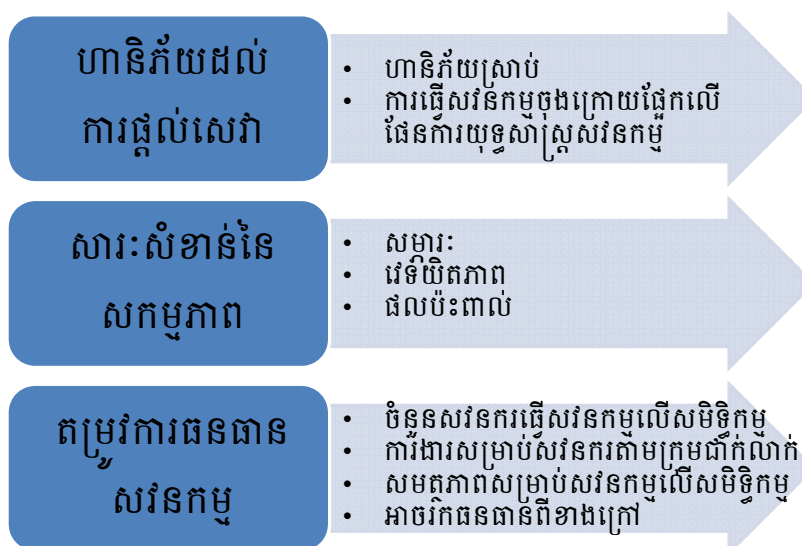 ហានិភ័យដល់
ការផ្តល់សេវា
• ហានិភ័យស្រាប់
• ការធ្វើសវនកម្មចុងក្រោយផ្អែកលើ
ផែនការយុទ្ធសាស្ត្រសវនកម្ម
សារៈសំខាន់នៃ
សកម្មភាព
• សម្ភារៈ
• វេទយិតភាព
• ផលប៉ះពាល់
តម្រូវការធនធាន
សវនកម្ម
• ចំនួនសវនករធ្វើសវនកម្មលើសមិទ្ធិកម្ម
• ការងារសម្រាប់សវនករតាមក្រមជាក់លាក់
• សមត្ថភាពសម្រាប់សវនកម្មលើសមិទ្ធិកម្ម
• អាចរកធនធានពីខាងក្រៅ